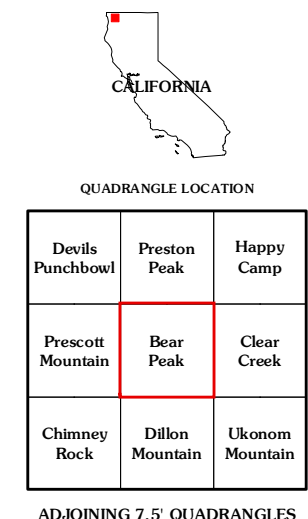 CALIFORNIA
QUADRANGLE LOCATION
Devils Preston Happy
Punchbowl Peak Camp
Prescott Bear Clear
Mountain Peak Creek
Chimney Dillon Ukonom
Rock Mountain Mountain
ADJOINING 7.5' QUADRANGLES